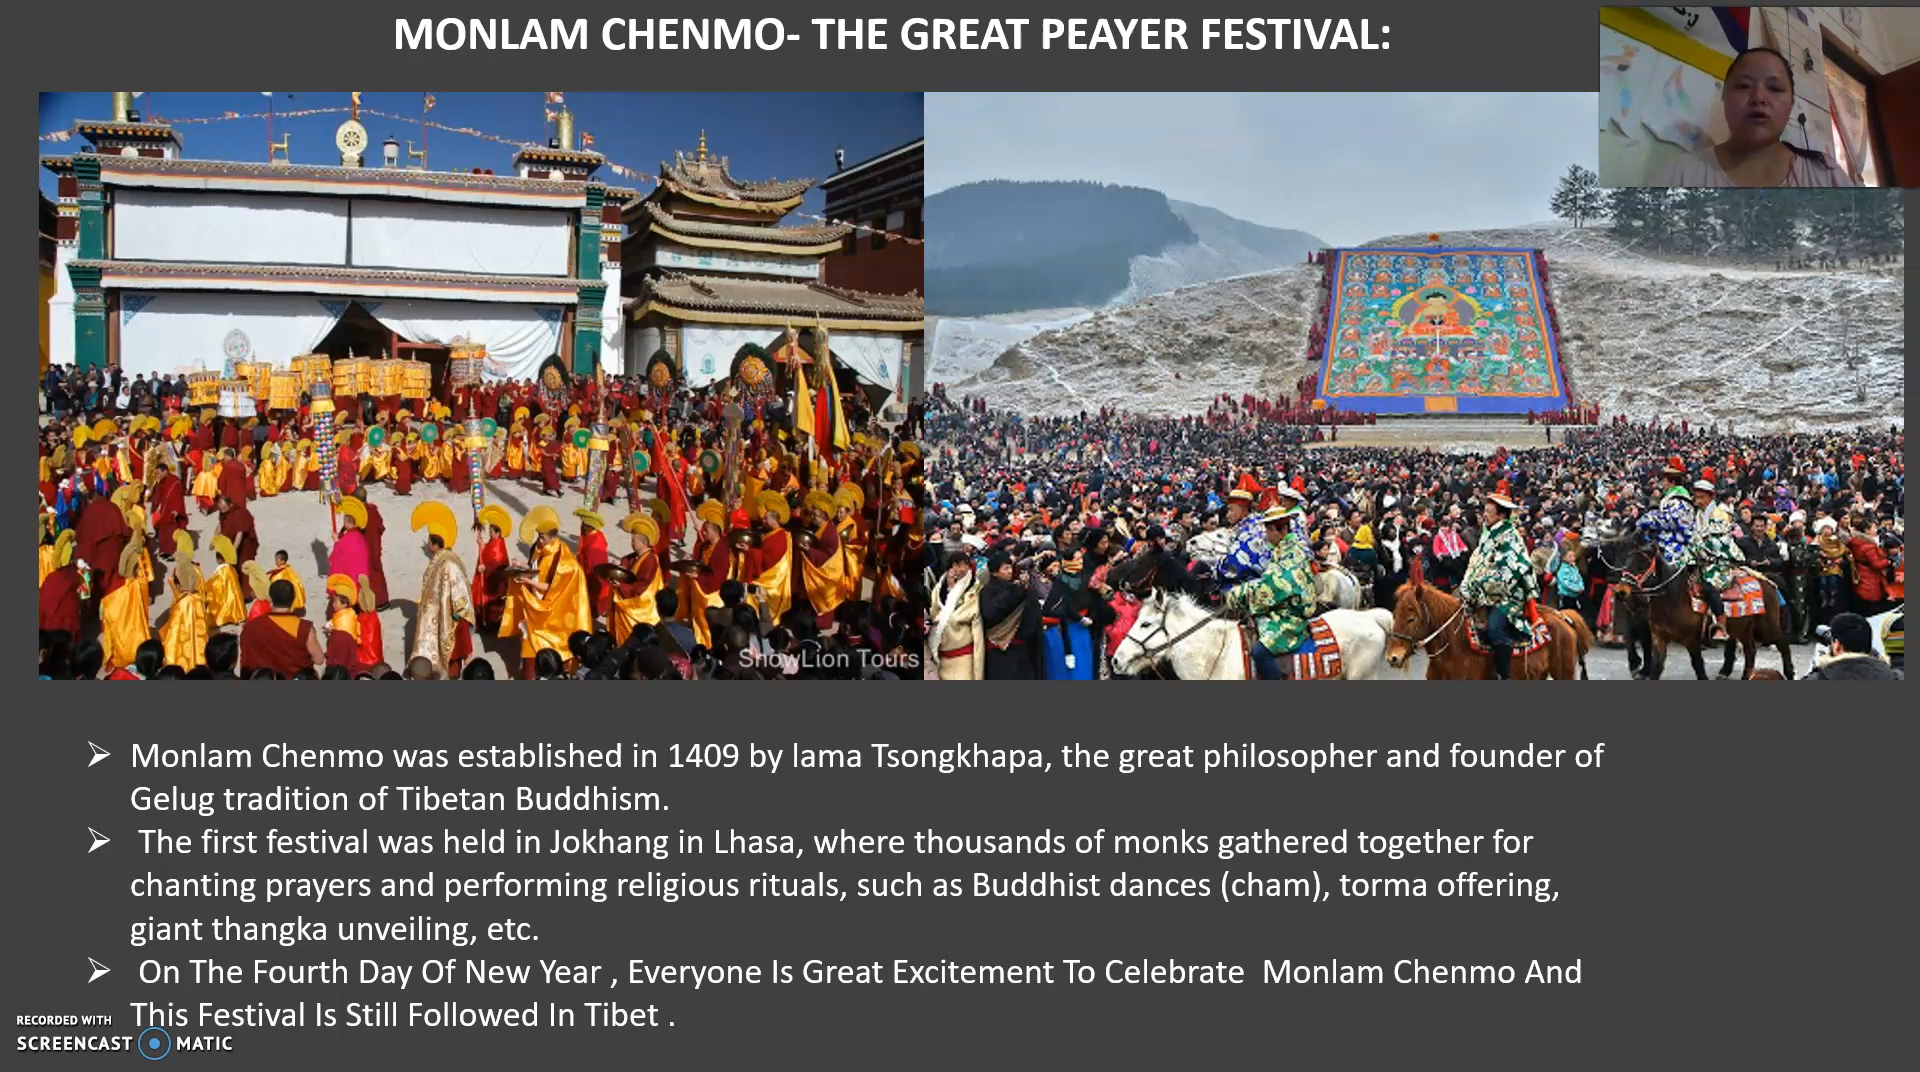 MONLAM CHENMO- THE GREAT PEAYER FESTIVAL:
SnowLion Tours
➢ Monlam Chenmo was established in 1409 by lama Tsongkhapa, the great philosopher and founder of
Gelug tradition of Tibetan Buddhism.
➢ The first festival was held in Jokhang in Lhasa, where thousands of monks gathered together for
chanting prayers and performing religious rituals, such as Buddhist dances (cham), torma offering,
giant thangka unveiling, etc.
➢ On The Fourth Day Of New Year , Everyone Is Great Excitement To Celebrate Monlam Chenmo And
This Festival Is Still Followed In Tibet .
RECORDED WITH
SCREENCAST MATIC